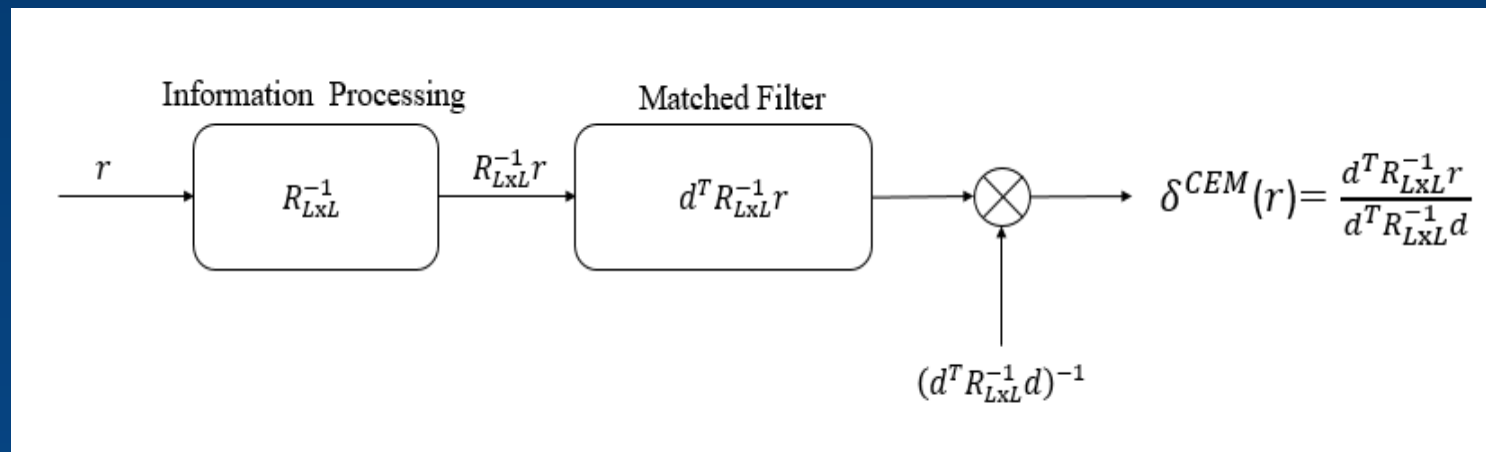 Information Processing
Matched Filter
r
R_{LxL}^{-1}
R_{LxL}^{-1}r
d^T R_{LxL}^{-1}r
δ^{CEM}(r)= \frac{d^T R_{LxL}^{-1}r}{d^T R_{LxL}^{-1}d}
(d^T R_{LxL}^{-1}d)^{-1}